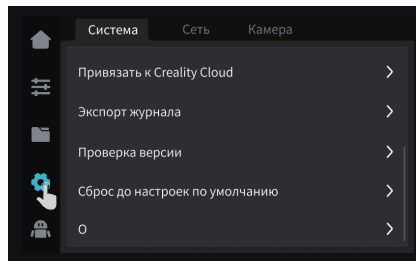 Система Сеть Камера
Привязать к Creality Cloud
Экспорт журнала
Проверка версии
Сброс до настроек по умолчанию
О